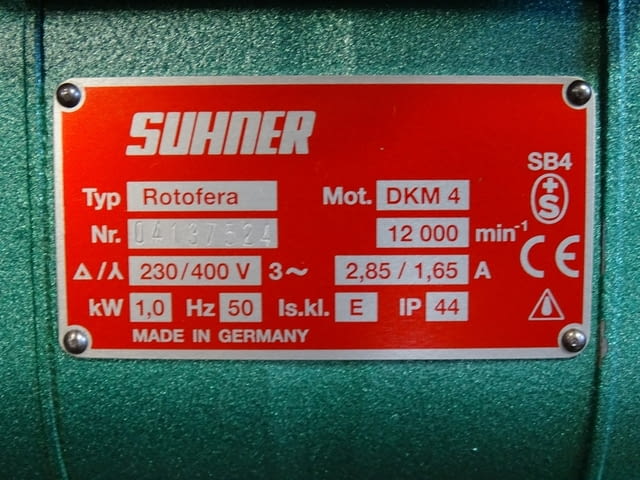 SUHNER
SB4
Typ Rotofera Mot. DKM 4
+S
Nr. 04137524 12 000 min-1
CE
△/⅄ 230/400 V 3~ 2,85 / 1,65 A
kW 1,0 Hz 50 Is.kl. E IP 44
MADE IN GERMANY